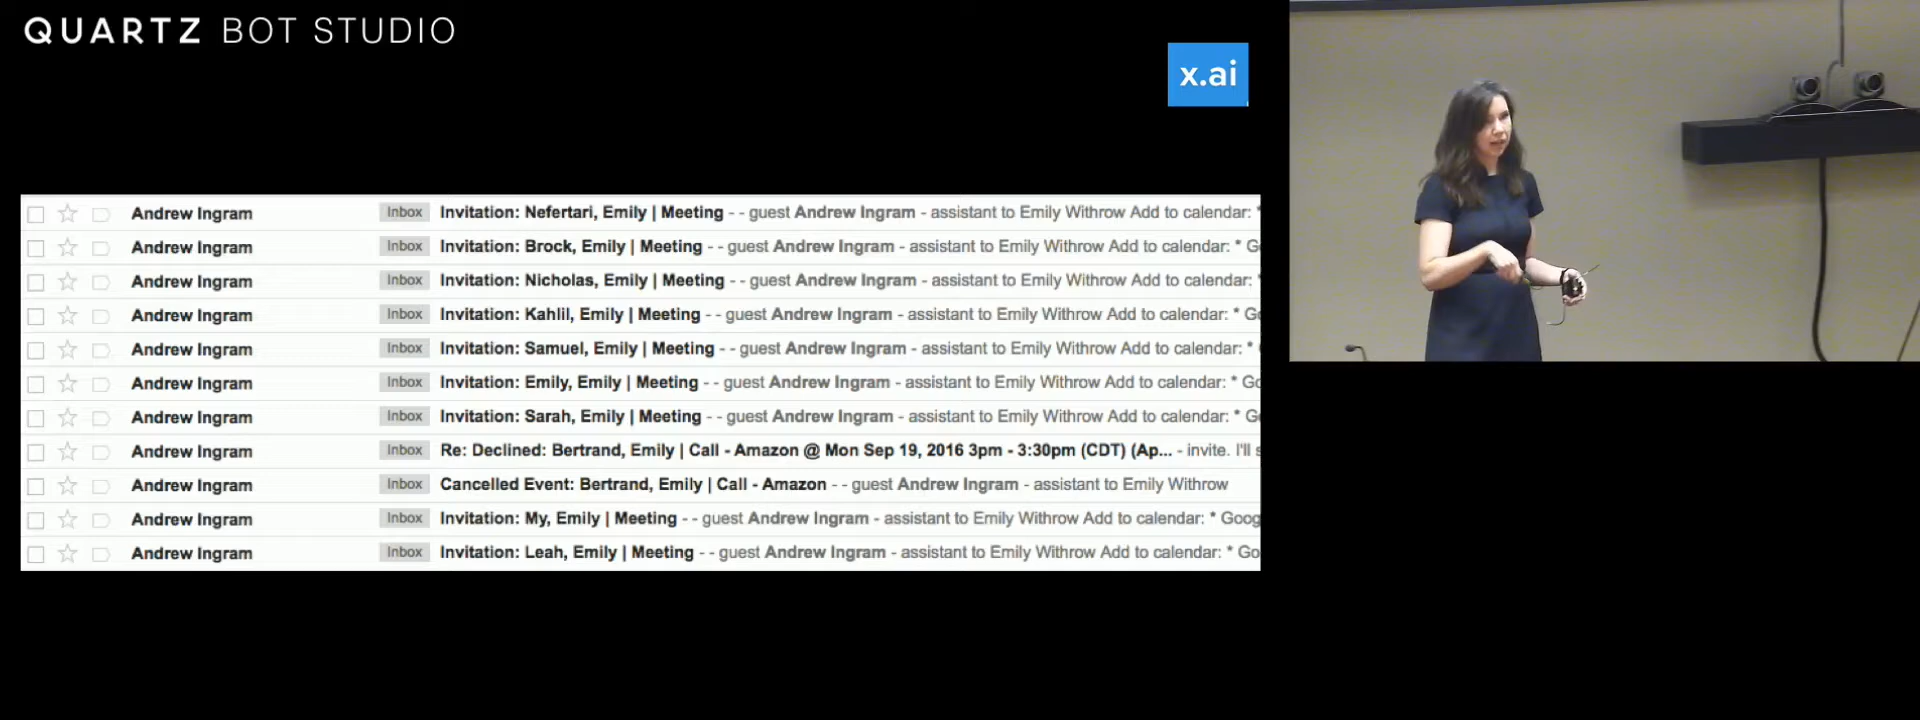 QUARTZ BOT STUDIO
x.ai
Andrew Ingram Inbox Invitation: Nefertari, Emily | Meeting - - guest Andrew Ingram - assistant to Emily Withrow Add to calendar: *
Andrew Ingram Inbox Invitation: Brock, Emily | Meeting - - guest Andrew Ingram - assistant to Emily Withrow Add to calendar: * G
Andrew Ingram Inbox Invitation: Nicholas, Emily | Meeting - - guest Andrew Ingram - assistant to Emily Withrow Add to calendar: *
Andrew Ingram Inbox Invitation: Kahlil, Emily | Meeting - - guest Andrew Ingram - assistant to Emily Withrow Add to calendar: * Go
Andrew Ingram Inbox Invitation: Samuel, Emily | Meeting - - guest Andrew Ingram - assistant to Emily Withrow Add to calendar: *
Andrew Ingram Inbox Invitation: Emily, Emily | Meeting - - guest Andrew Ingram - assistant to Emily Withrow Add to calendar: * Go
Andrew Ingram Inbox Invitation: Sarah, Emily | Meeting - - guest Andrew Ingram - assistant to Emily Withrow Add to calendar: * G
Andrew Ingram Inbox Re: Declined: Bertrand, Emily | Call - Amazon @ Mon Sep 19, 2016 3pm - 3:30pm (CDT) (Ap... - invite. I'll s
Andrew Ingram Inbox Cancelled Event: Bertrand, Emily | Call - Amazon - - guest Andrew Ingram - assistant to Emily Withrow
Andrew Ingram Inbox Invitation: My, Emily | Meeting - - guest Andrew Ingram - assistant to Emily Withrow Add to calendar: * Goog
Andrew Ingram Inbox Invitation: Leah, Emily | Meeting - - guest Andrew Ingram - assistant to Emily Withrow Add to calendar: * Go